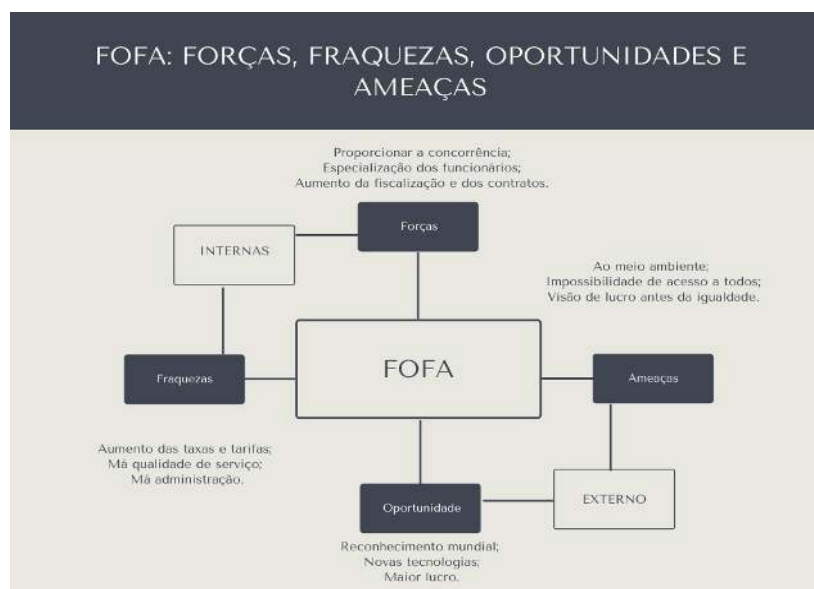 FOFA: FORÇAS, FRAQUEZAS, OPORTUNIDADES E
AMEAÇAS
Proporcionar a concorrência;
Especialização dos funcionários;
Aumento da fiscalização e dos contratos.
Forças
INTERNAS
Ao meio ambiente;
Impossibilidade de acesso a todos;
Visão de lucro antes da igualdade.
FOFA
Fraquezas
Ameaças
Aumento das taxas e tarifas;
Má qualidade de serviço;
Má administração.
Oportunidade
EXTERNO
Reconhecimento mundial;
Novas tecnologias;
Maior lucro.